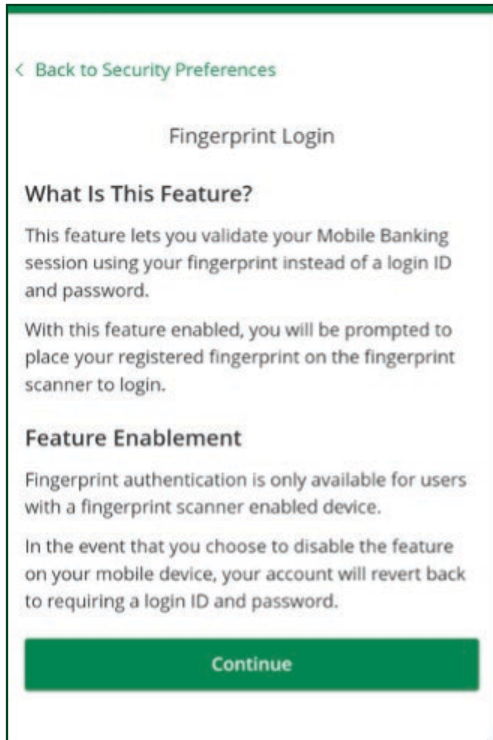 < Back to Security Preferences
Fingerprint Login
What Is This Feature?
This feature lets you validate your Mobile Banking
session using your fingerprint instead of a login ID
and password.
With this feature enabled, you will be prompted to
place your registered fingerprint on the fingerprint
scanner to login.
Feature Enablement
Fingerprint authentication is only available for users
with a fingerprint scanner enabled device.
In the event that you choose to disable the feature
on your mobile device, your account will revert back
to requiring a login ID and password.
Continue